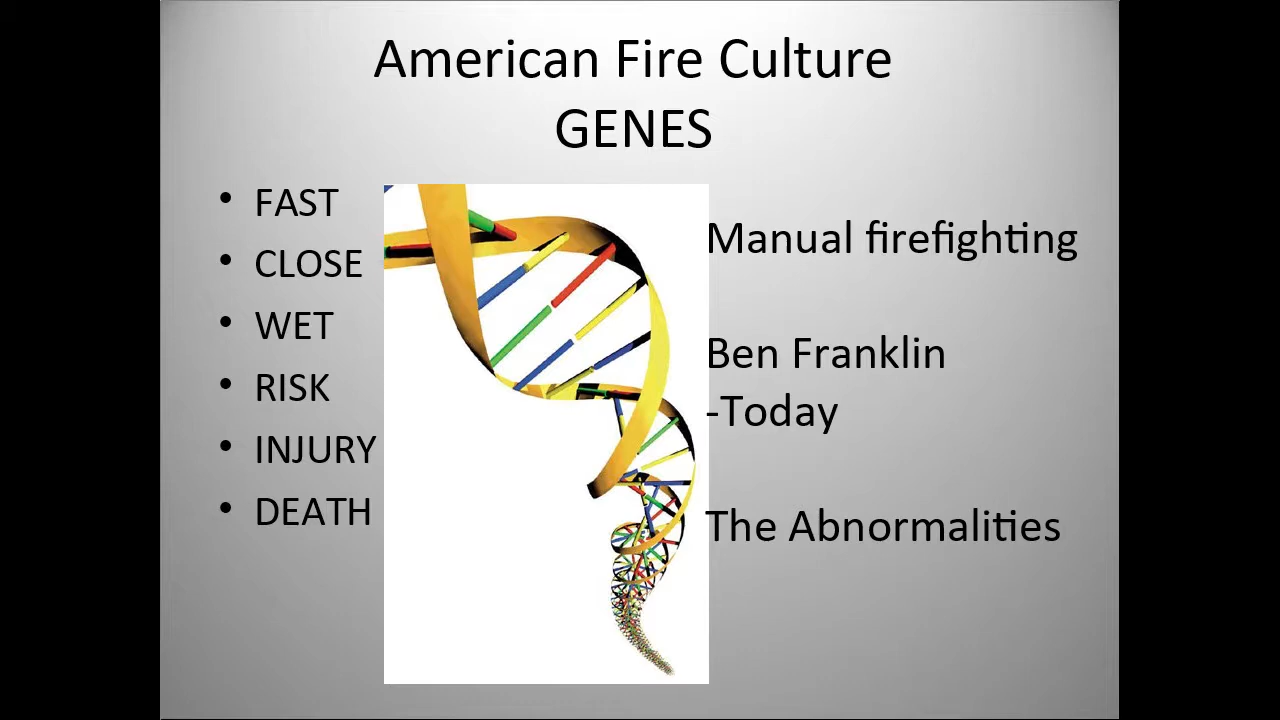 American Fire Culture
GENES
• FAST
• CLOSE
• WET
• RISK
• INJURY
• DEATH
Manual firefighting
Ben Franklin
-Today
The Abnormalities